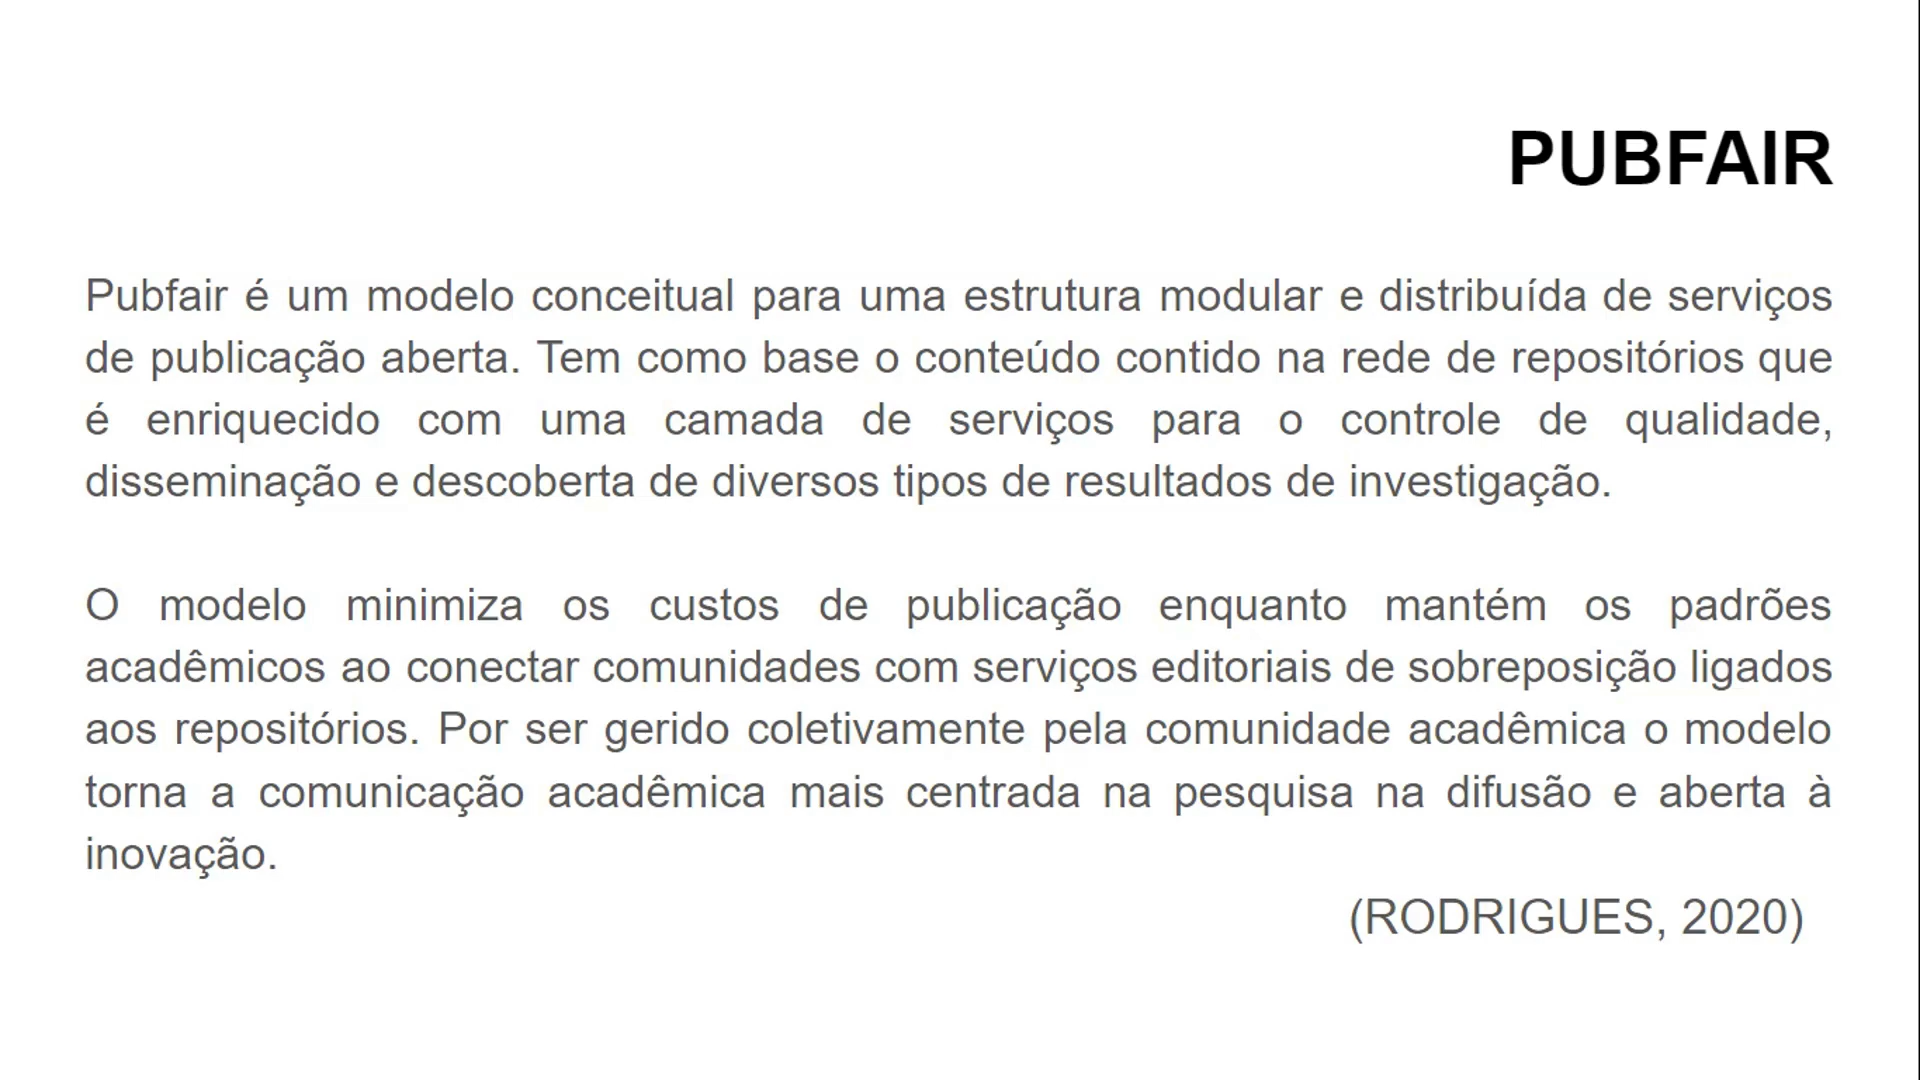 PUBFAIR
Pubfair é um modelo conceitual para uma estrutura modular e distribuída de serviços
de publicação aberta. Tem como base o conteúdo contido na rede de repositórios que
é enriquecido com uma camada de serviços para o controle de qualidade,
disseminação e descoberta de diversos tipos de resultados de investigação.
O modelo minimiza os custos de publicação enquanto mantém os padrões
acadêmicos ao conectar comunidades com serviços editoriais de sobreposição ligados
aos repositórios. Por ser gerido coletivamente pela comunidade acadêmica o modelo
torna a comunicação acadêmica mais centrada na pesquisa na difusão e aberta à
inovação.
(RODRIGUES, 2020)